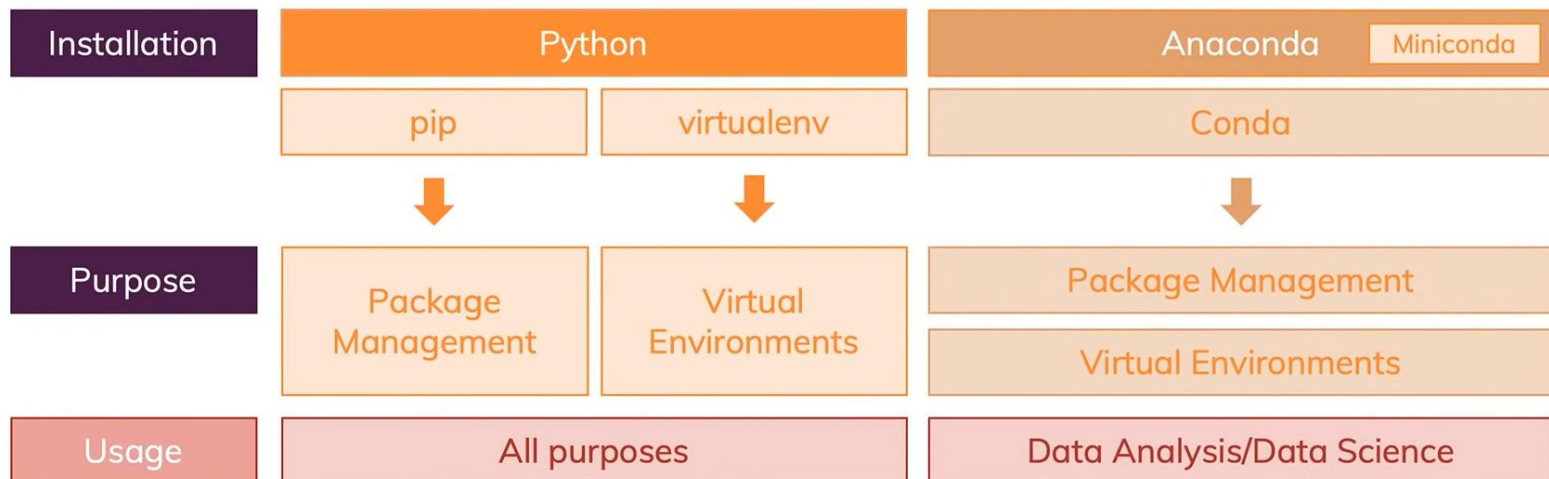 Installation
Python
Anaconda
Miniconda
pip
virtualenv
Conda
Purpose
Package
Management
Virtual
Environments
Package Management
Virtual Environments
Usage
All purposes
Data Analysis/Data Science